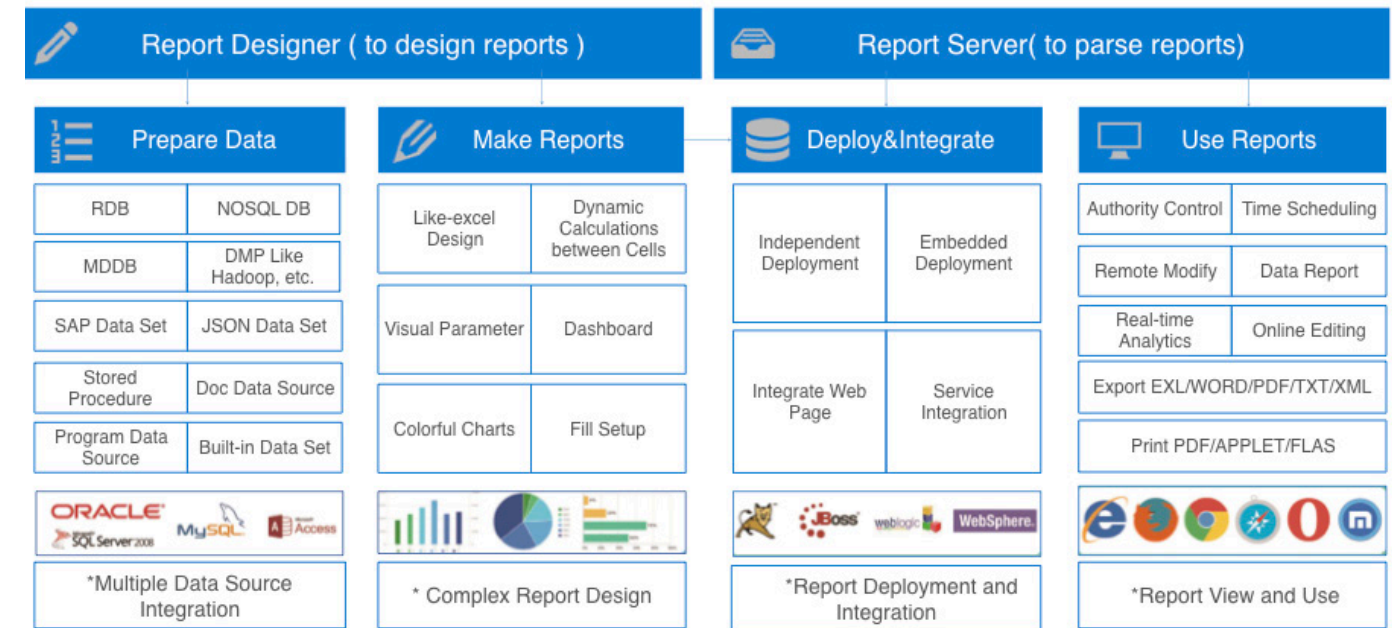 Report Designer ( to design reports )
Report Server( to parse reports)
Prepare Data
RDB
NOSQL DB
MDDB
DMP Like
Hadoop, etc.
SAP Data Set
JSON Data Set
Stored
Procedure
Doc Data Source
Program Data
Source
Built-in Data Set
ORACLE
SQL Server 2008
MySQL
Microsoft
Access
*Multiple Data Source
Integration
Make Reports
Like-excel
Design
Dynamic
Calculations
between Cells
Visual Parameter
Dashboard
Colorful Charts
Fill Setup
* Complex Report Design
Deploy&Integrate
Independent
Deployment
Embedded
Deployment
Integrate Web
Page
Service
Integration
JBoss
weblogic
WebSphere.
*Report Deployment and
Integration
Use Reports
Authority Control
Time Scheduling
Remote Modify
Data Report
Real-time
Analytics
Online Editing
Export EXL/WORD/PDF/TXT/XML
Print PDF/APPLET/FLAS
*Report View and Use